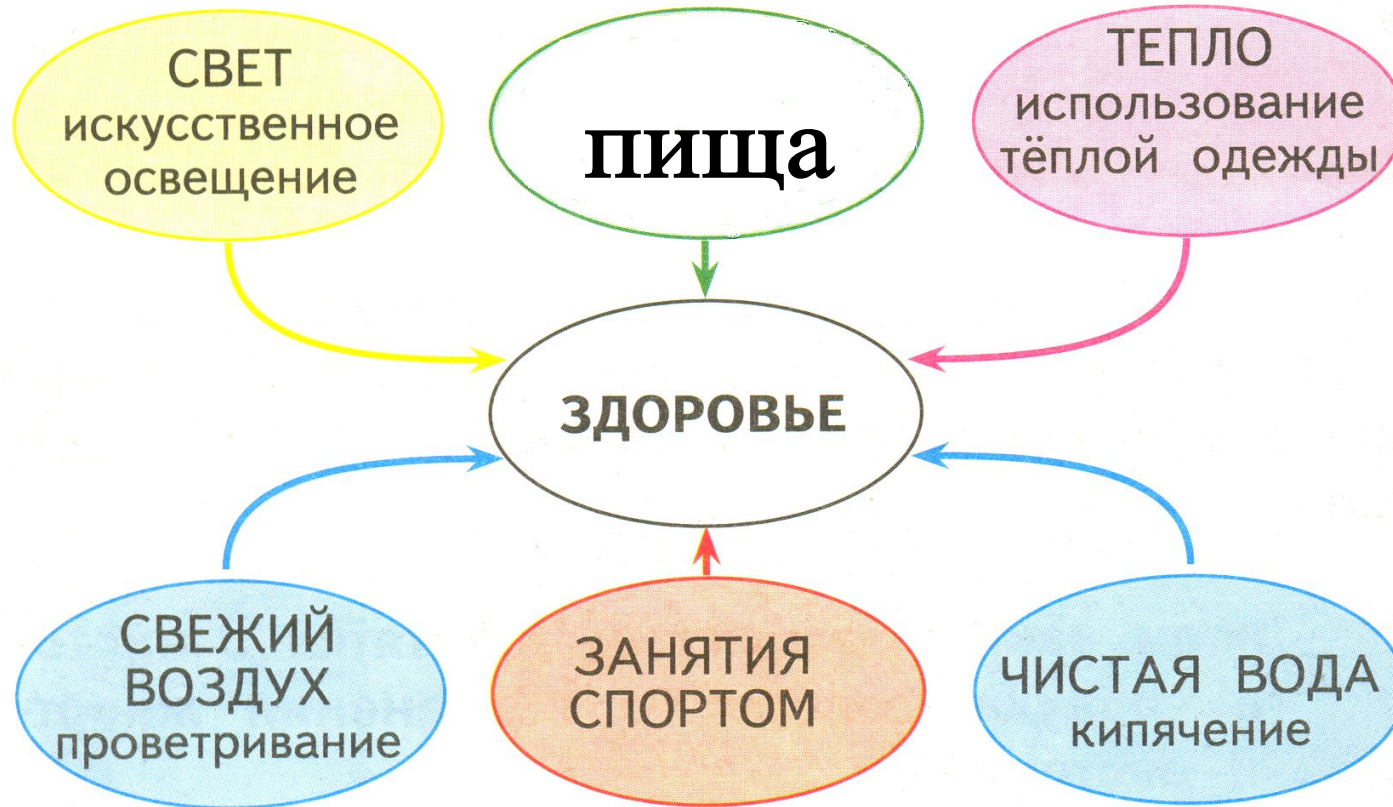 СВЕТ
искусственное
освещение
пища
ТЕПЛО
использование
тёплой одежды
ЗДОРОВЬЕ
СВЕЖИЙ
ВОЗДУХ
проветривание
ЗАНЯТИЯ
СПОРТОМ
ЧИСТАЯ ВОДА
кипячение